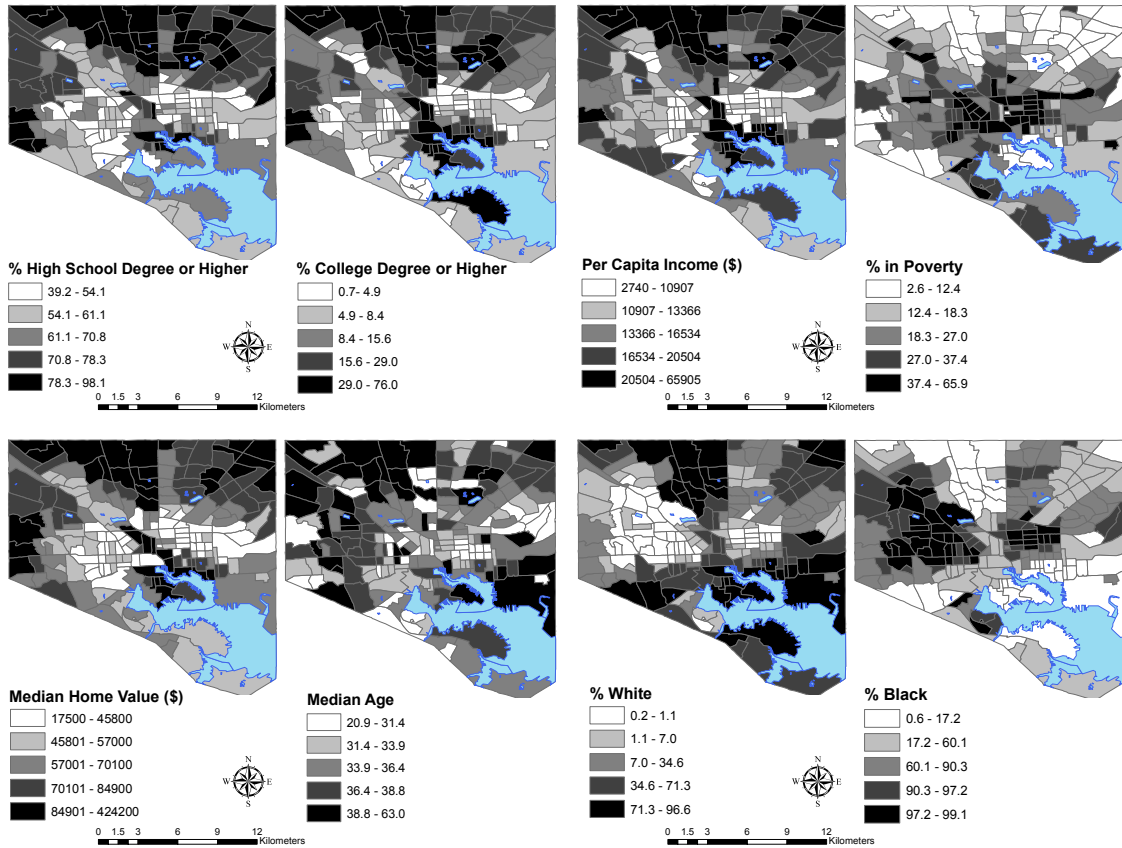 % High School Degree or Higher
39.2 - 54.1
54.1 - 61.1
61.1 - 70.8
70.8 - 78.3
78.3 - 98.1
% College Degree or Higher
0.7- 4.9
4.9 - 8.4
8.4 - 15.6
15.6 - 29.0
29.0 - 76.0
N
W E
S
0 1.5 3 6 9 12
Kilometers
Per Capita Income ($)
2740 - 10907
10907 - 13366
13366 - 16534
16534 - 20504
20504 - 65905
% in Poverty
2.6 - 12.4
12.4 - 18.3
18.3 - 27.0
27.0 - 37.4
37.4 - 65.9
N
W E
S
0 1.5 3 6 9 12
Kilometers
Median Home Value ($)
17500 - 45800
45801 - 57000
57001 - 70100
70101 - 84900
84901 - 424200
Median Age
20.9 - 31.4
31.4 - 33.9
33.9 - 36.4
36.4 - 38.8
38.8 - 63.0
N
W E
S
0 1.5 3 6 9 12
Kilometers
% White
0.2 - 1.1
1.1 - 7.0
7.0 - 34.6
34.6 - 71.3
71.3 - 96.6
% Black
0.6 - 17.2
17.2 - 60.1
60.1 - 90.3
90.3 - 97.2
97.2 - 99.1
N
W E
S
0 1.5 3 6 9 12
Kilometers